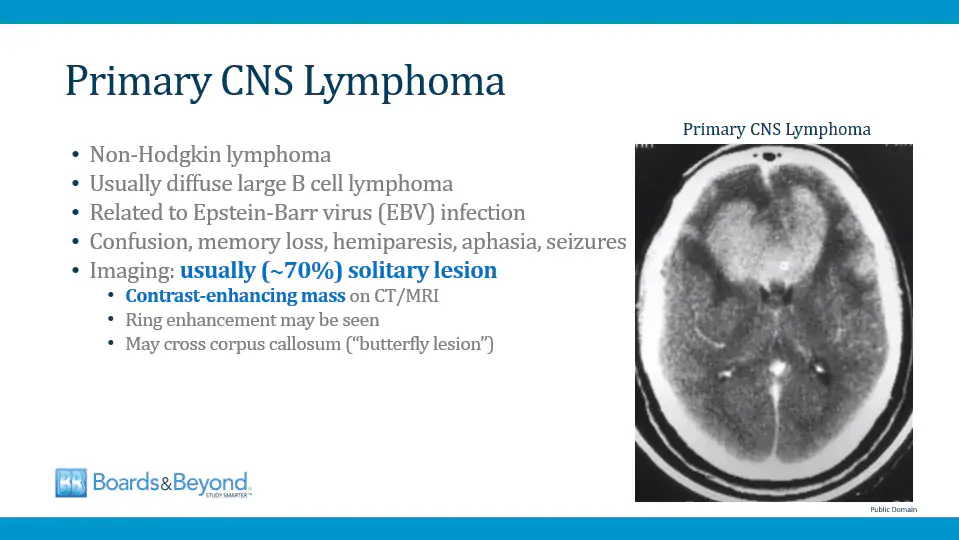 Primary CNS Lymphoma
• Non-Hodgkin lymphoma
• Usually diffuse large B cell lymphoma
• Related to Epstein-Barr virus (EBV) infection
• Confusion, memory loss, hemiparesis, aphasia, seizures
• Imaging: usually (~70%) solitary lesion
• Contrast-enhancing mass on CT/MRI
• Ring enhancement may be seen
• May cross corpus callosum (“butterfly lesion”)
Primary CNS Lymphoma
BB Boards&Beyond.
STUDY SMARTER™
Public Domain